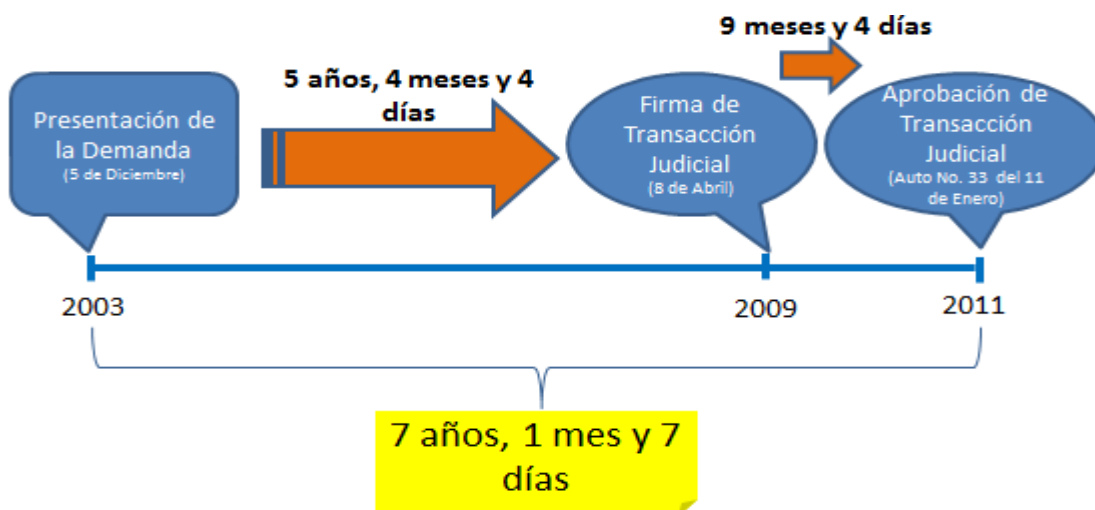 9 meses y 4 días
5 años, 4 meses y 4
días
Presentación de
la Demanda
(5 de Diciembre)
Firma de
Transacción
Judicial
(8 de Abril)
Aprobación de
Transacción
Judicial
(Auto No. 33 del 11
de Enero)
2003
2009
2011
7 años, 1 mes y 7
días